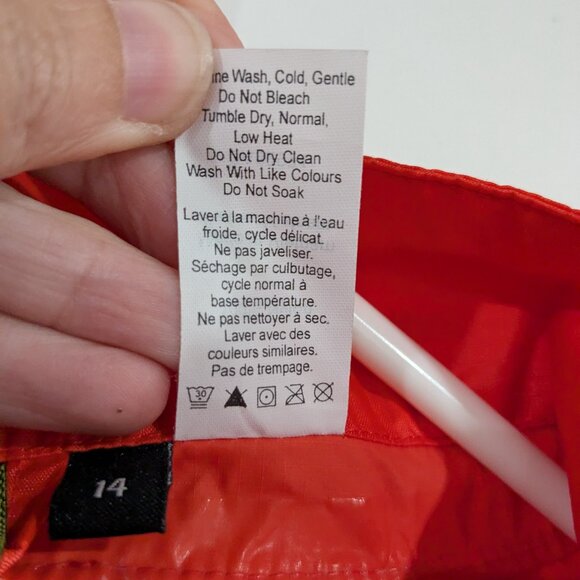 Wash, Cold, Gentle
Do Not Bleach
Tumble Dry, Normal,
Low Heat
Do Not Dry Clean
Wash With Like Colours
Do Not Soak
Laver à la machine à l'eau
froide, cycle délicat.
Ne pas javeliser.
Séchage par culbutage,
cycle normal à
base température.
Ne pas nettoyer à sec.
Laver avec des
couleurs similaires.
Pas de trempage.
30
14